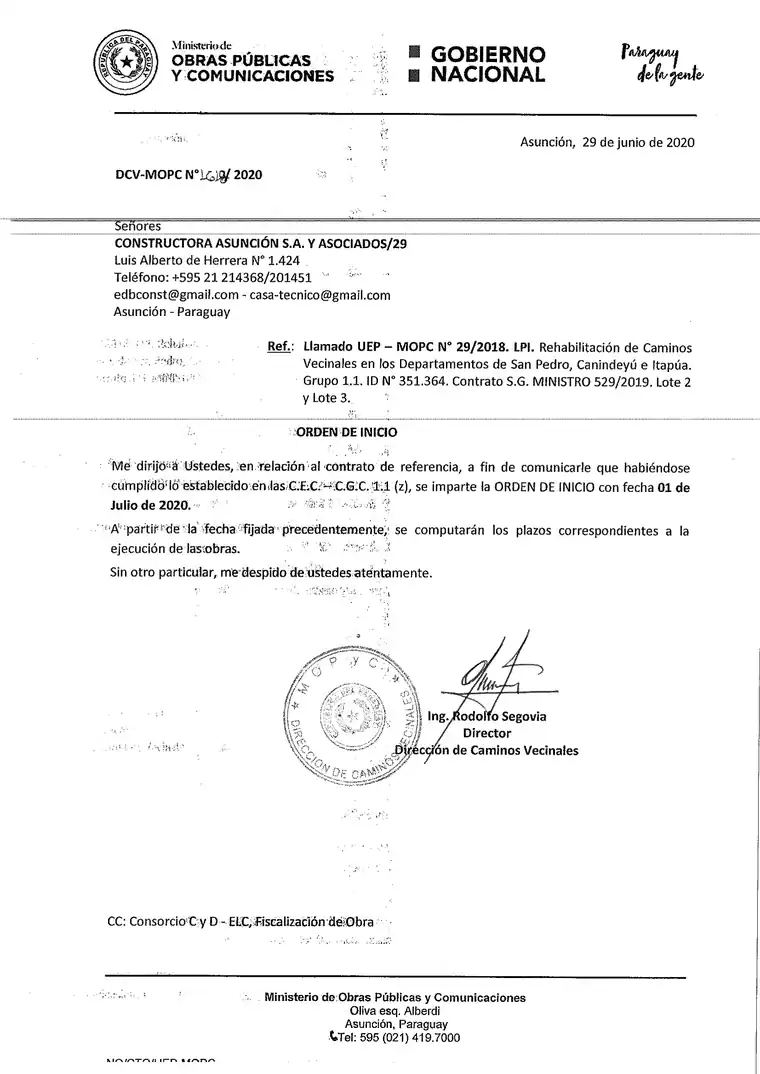 Ministerio de
OBRAS PÚBLICAS
Y COMUNICACIONES
REPUBLICA DEL PARAGUAY
GOBIERNO
NACIONAL
Paraguay
de la gente
Asunción, 29 de junio de 2020
DCV-MOPC N° / 2020
Señores
CONSTRUCTORA ASUNCIÓN S.A. Y ASOCIADOS/29
Luis Alberto de Herrera N° 1.424
Teléfono: +595 21 214368/201451
edbconst@gmail.com - casa-tecnico@gmail.com
Asunción - Paraguay
Ref.: Llamado UEP – MOPC N° 29/2018. LPI. Rehabilitación de Caminos
Vecinales en los Departamentos de San Pedro, Canindeyú e Itapúa.
Grupo 1.1. ID N° 351.364. Contrato S.G. MINISTRO 529/2019. Lote 2
y Lote 3.
ORDEN DE INICIO
Me dirijo a Ustedes, en relación al contrato de referencia, a fin de comunicarle que habiéndose
cumplido lo establecido en las C.E.C. – C.G.C. 1.1 (z), se imparte la ORDEN DE INICIO con fecha 01 de
Julio de 2020.
A partir de la fecha fijada precedentemente, se computarán los plazos correspondientes a la
ejecución de las obras.
Sin otro particular, me despido de ustedes atentamente.
M O P Y C
DIRECCION DE CAMINOS VECINALES
Ing. Rodolfo Segovia
Director
Dirección de Caminos Vecinales
CC: Consorcio C y D - ELC, Fiscalización de Obra
Ministerio de Obras Públicas y Comunicaciones
Oliva esq. Alberdi
Asunción, Paraguay
Tel: 595 (021) 419.7000